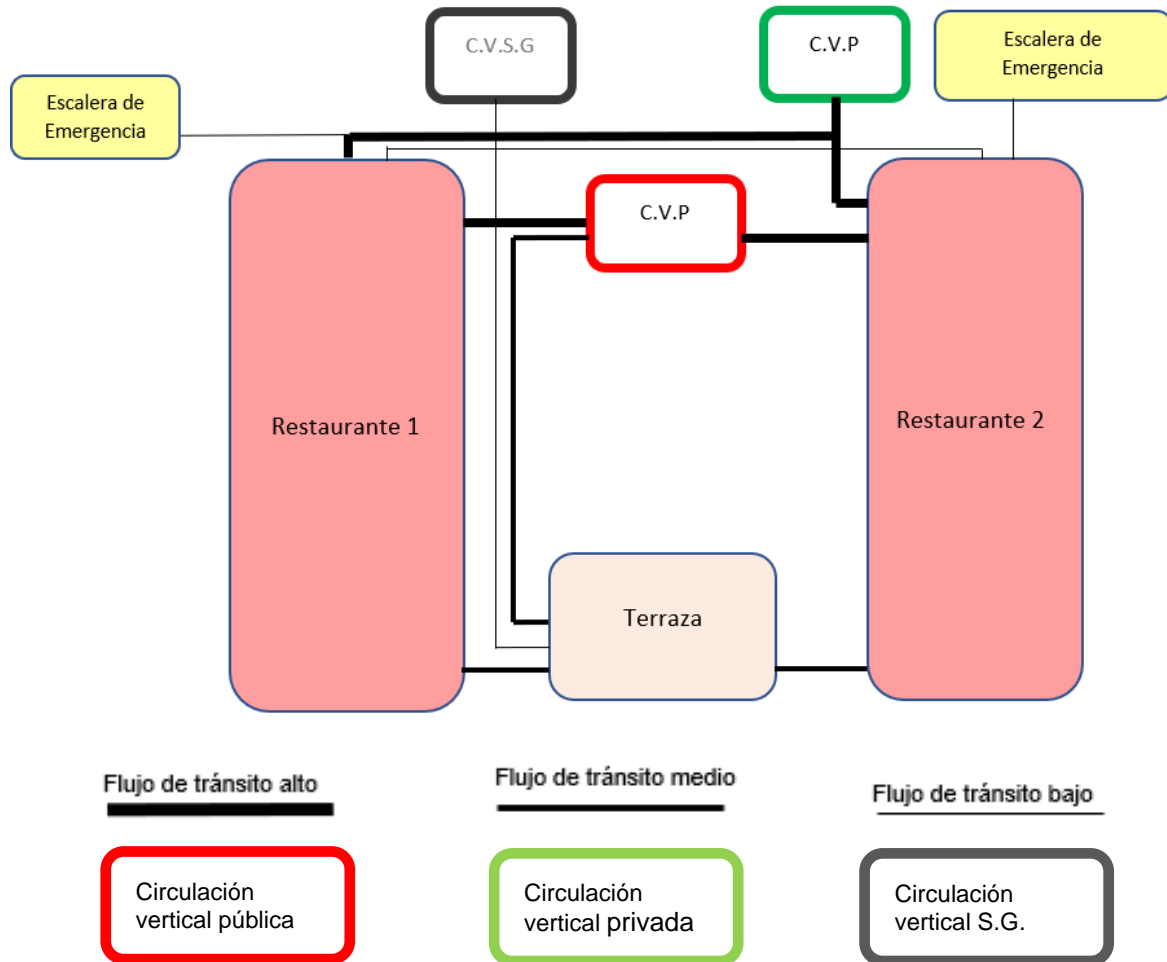 C.V.S.G
C.V.P
Escalera de
Emergencia
Escalera de
Emergencia
C.V.P
Restaurante 1
Restaurante 2
Terraza
Flujo de tránsito alto
Flujo de tránsito medio
Flujo de tránsito bajo
Circulación
vertical pública
Circulación
vertical privada
Circulación
vertical S.G.